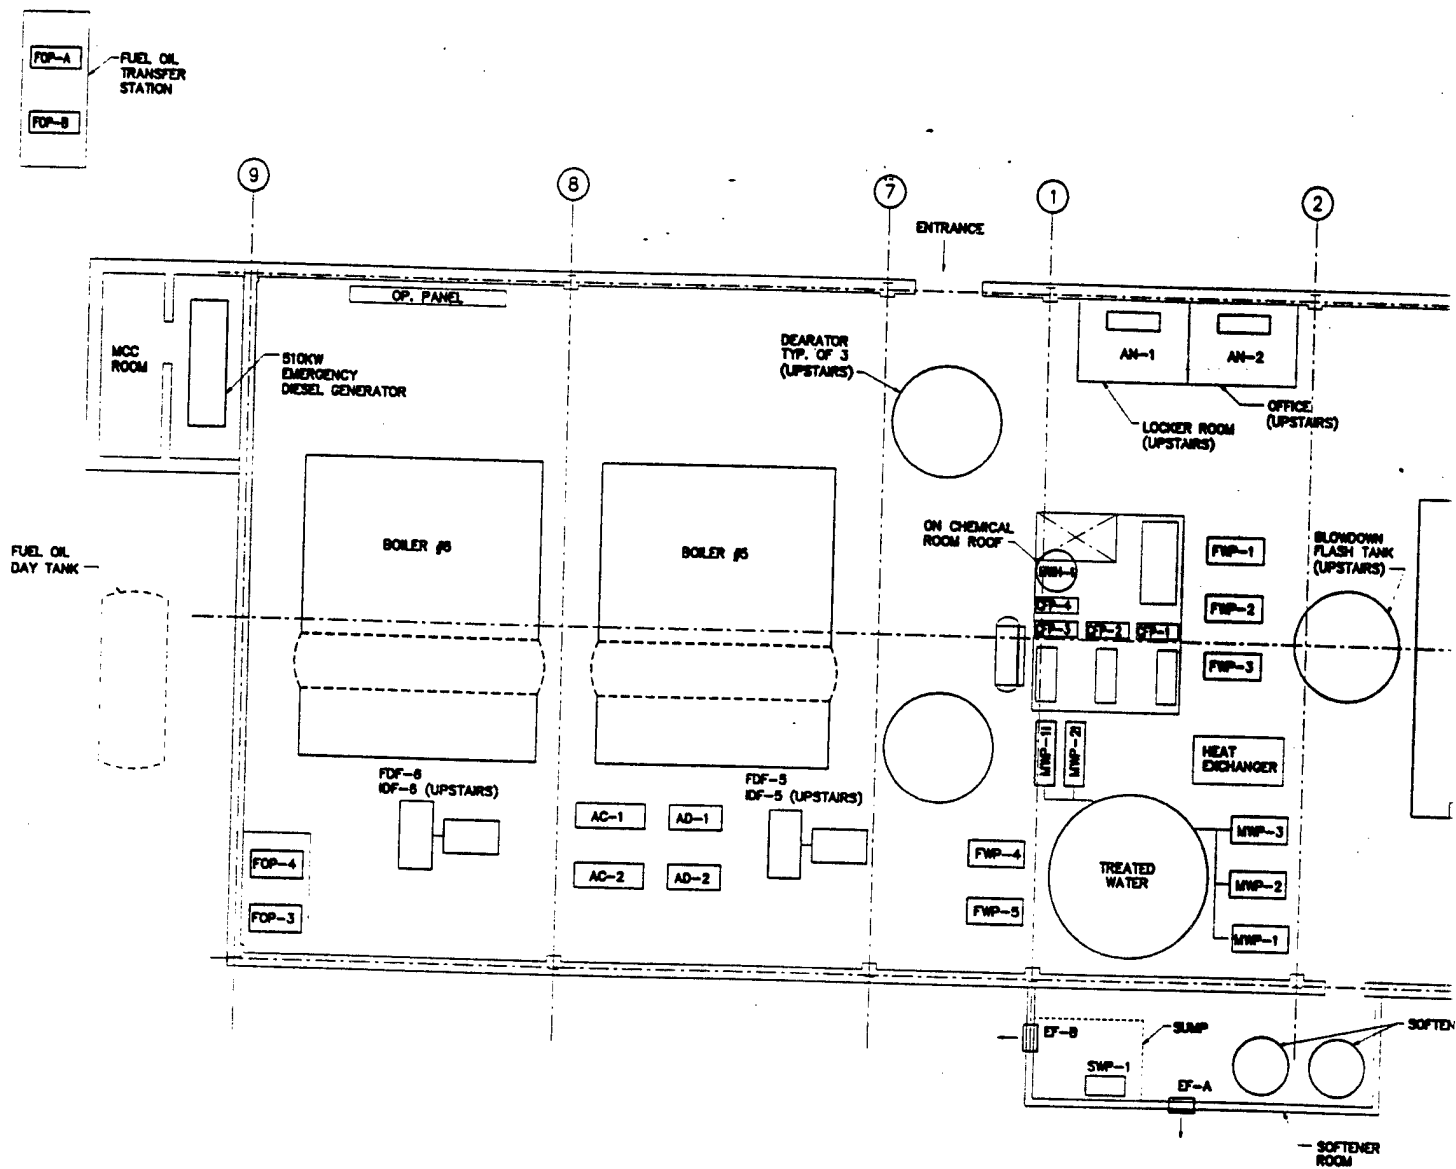 FOP-A
FUEL OIL
TRANSFER
STATION
FOP-B
9
8
7
1
2
ENTRANCE
OP. PANEL
MCC
ROOM
510KW
EMERGENCY
DIESEL GENERATOR
DEARATOR
TYP. OF 3
(UPSTAIRS)
AN-1
AN-2
OFFICE
(UPSTAIRS)
LOCKER ROOM
(UPSTAIRS)
FUEL OIL
DAY TANK
BOILER #6
BOILER #5
ON CHEMICAL
ROOM ROOF
CFP-4
CFP-3
CFP-2
CFP-1
FWP-1
FWP-2
FWP-3
BLOWDOWN
FLASH TANK
(UPSTAIRS)
MWP-11
MWP-21
HEAT
EXCHANGER
FDF-6
IDF-6 (UPSTAIRS)
FDF-5
IDF-5 (UPSTAIRS)
AC-1
AD-1
AC-2
AD-2
FOP-4
FOP-3
FWP-4
FWP-5
TREATED
WATER
MWP-3
MWP-2
MWP-1
EF-B
SUMP
SWP-1
EF-A
SOFTEN
SOFTENER
ROOM